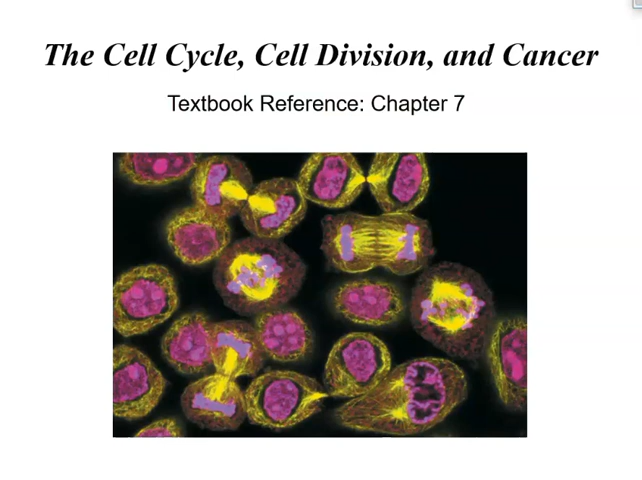 The Cell Cycle, Cell Division, and Cancer
Textbook Reference: Chapter 7